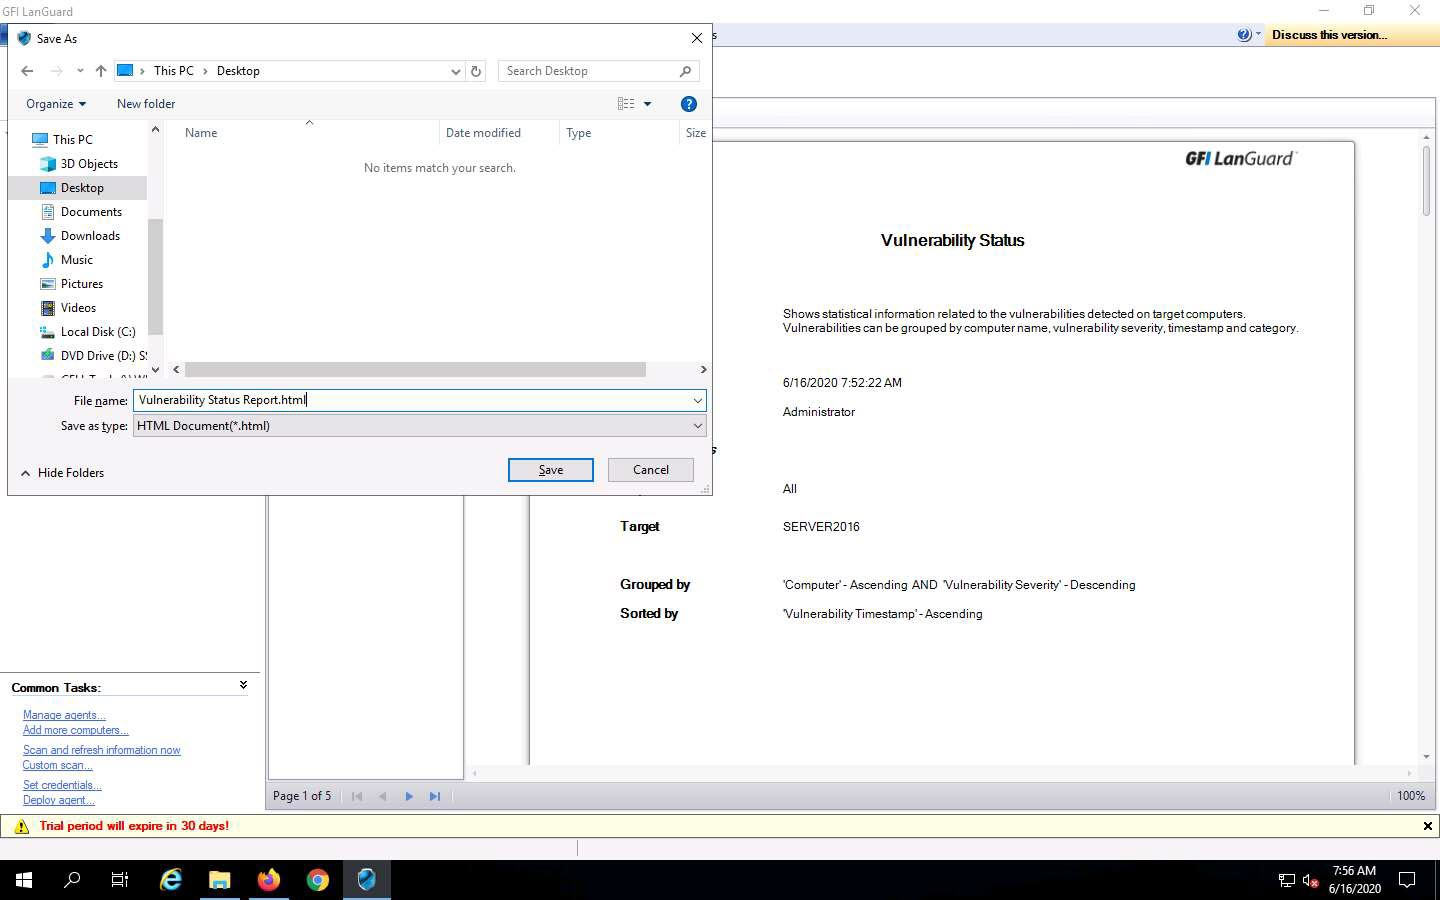 GFI LanGuard
Save As
s
Discuss this version...
This PC
Desktop
Search Desktop
Organize
New folder
This PC
3D Objects
Desktop
Documents
Downloads
Music
Pictures
Videos
Local Disk (C:)
DVD Drive (D:) S
Name
Date modified
Type
Size
No items match your search.
File name: Vulnerability Status Report.html
Save as type: HTML Document(*.html)
Hide Folders
Save
Cancel
GFI LanGuard
Vulnerability Status
Shows statistical information related to the vulnerabilities detected on target computers.
Vulnerabilities can be grouped by computer name, vulnerability severity, timestamp and category.
6/16/2020 7:52:22 AM
Administrator
s
All
Target SERVER2016
Grouped by 'Computer' - Ascending AND 'Vulnerability Severity' - Descending
Sorted by 'Vulnerability Timestamp' - Ascending
Common Tasks:
Manage agents...
Add more computers...
Scan and refresh information now
Custom scan...
Set credentials...
Deploy agent...
Page 1 of 5
100%
Trial period will expire in 30 days!
7:56 AM
6/16/2020